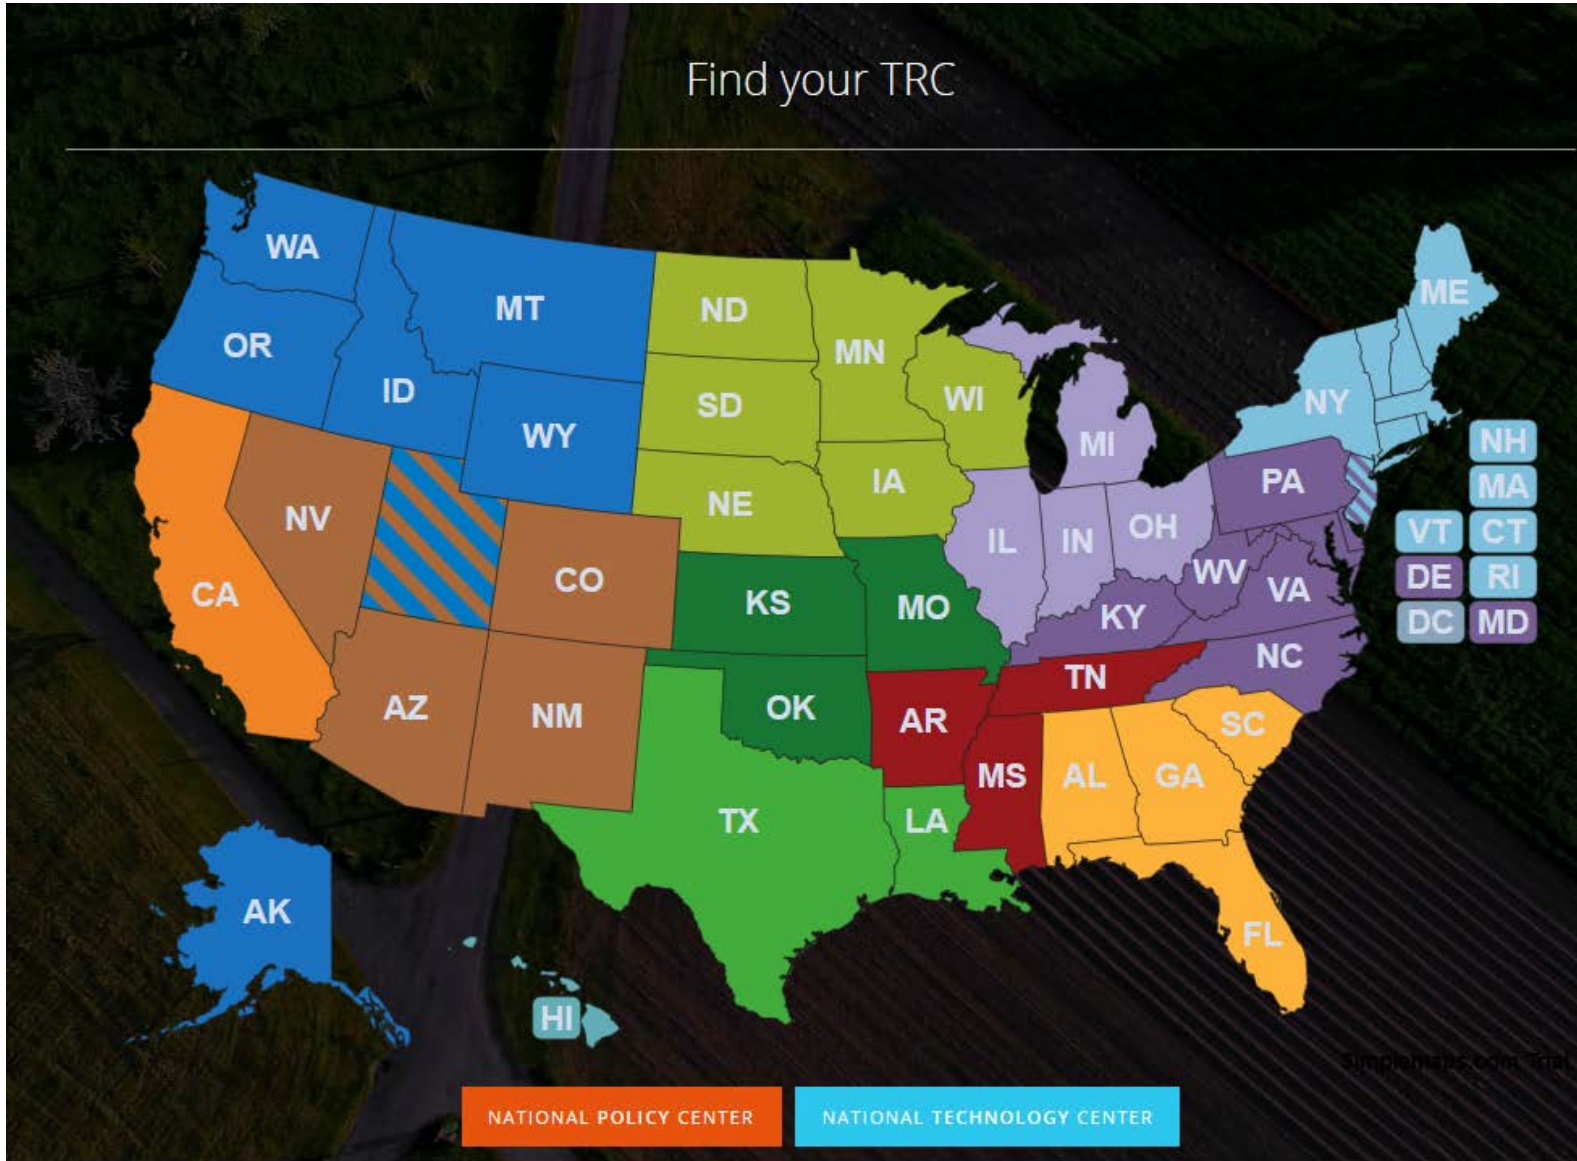 Find your TRC
WA
MT
ND
MN
ME
OR
ID
SD
WI
NY
WY
MI
NH
NE
IA
PA
MA
NV
CO
IL
IN
OH
VT
CT
CA
KS
MO
WV
VA
DE
RI
KY
DC
MD
NC
AZ
NM
OK
AR
TN
SC
TX
LA
MS
AL
GA
AK
FL
HI
Simplemaps.com Trial
NATIONAL POLICY CENTER
NATIONAL TECHNOLOGY CENTER